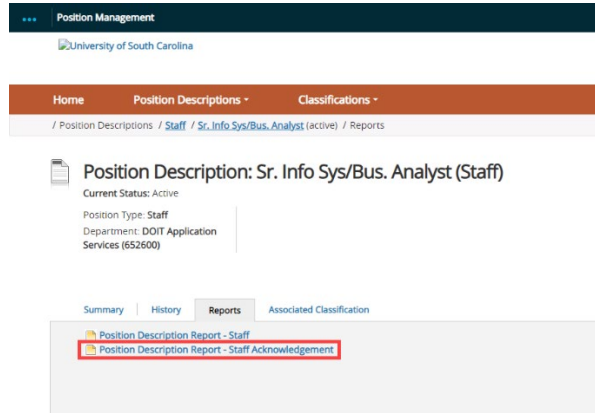 ••• Position Management
University of South Carolina
Home Position Descriptions Classifications
/ Position Descriptions / Staff / Sr. Info Sys/Bus. Analyst (active) / Reports
Position Description: Sr. Info Sys/Bus. Analyst (Staff)
Current Status: Active
Position Type: Staff
Department: DOIT Application
Services (652600)
Summary History Reports Associated Classification
Position Description Report - Staff
Position Description Report - Staff Acknowledgement